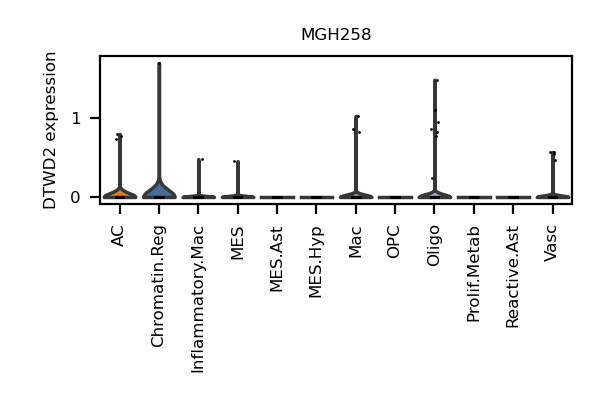 MGH258
DTWD2 expression
1
0
AC
Chromatin.Reg
Inflammatory.Mac
MES
MES.Ast
MES.Hyp
Mac
OPC
Oligo
Prolif.Metab
Reactive.Ast
Vasc